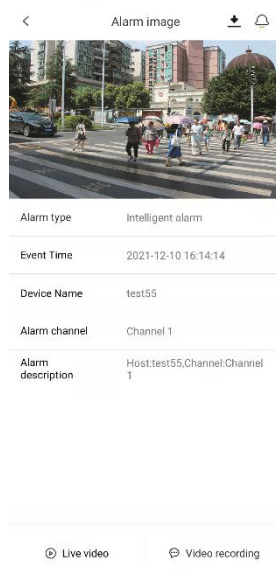 Alarm image
Alarm type Intelligent alarm
Event Time 2021-12-10 16:14:14
Device Name test55
Alarm channel Channel 1
Alarm description Host:test55,Channel:Channel 1
Live video Video recording